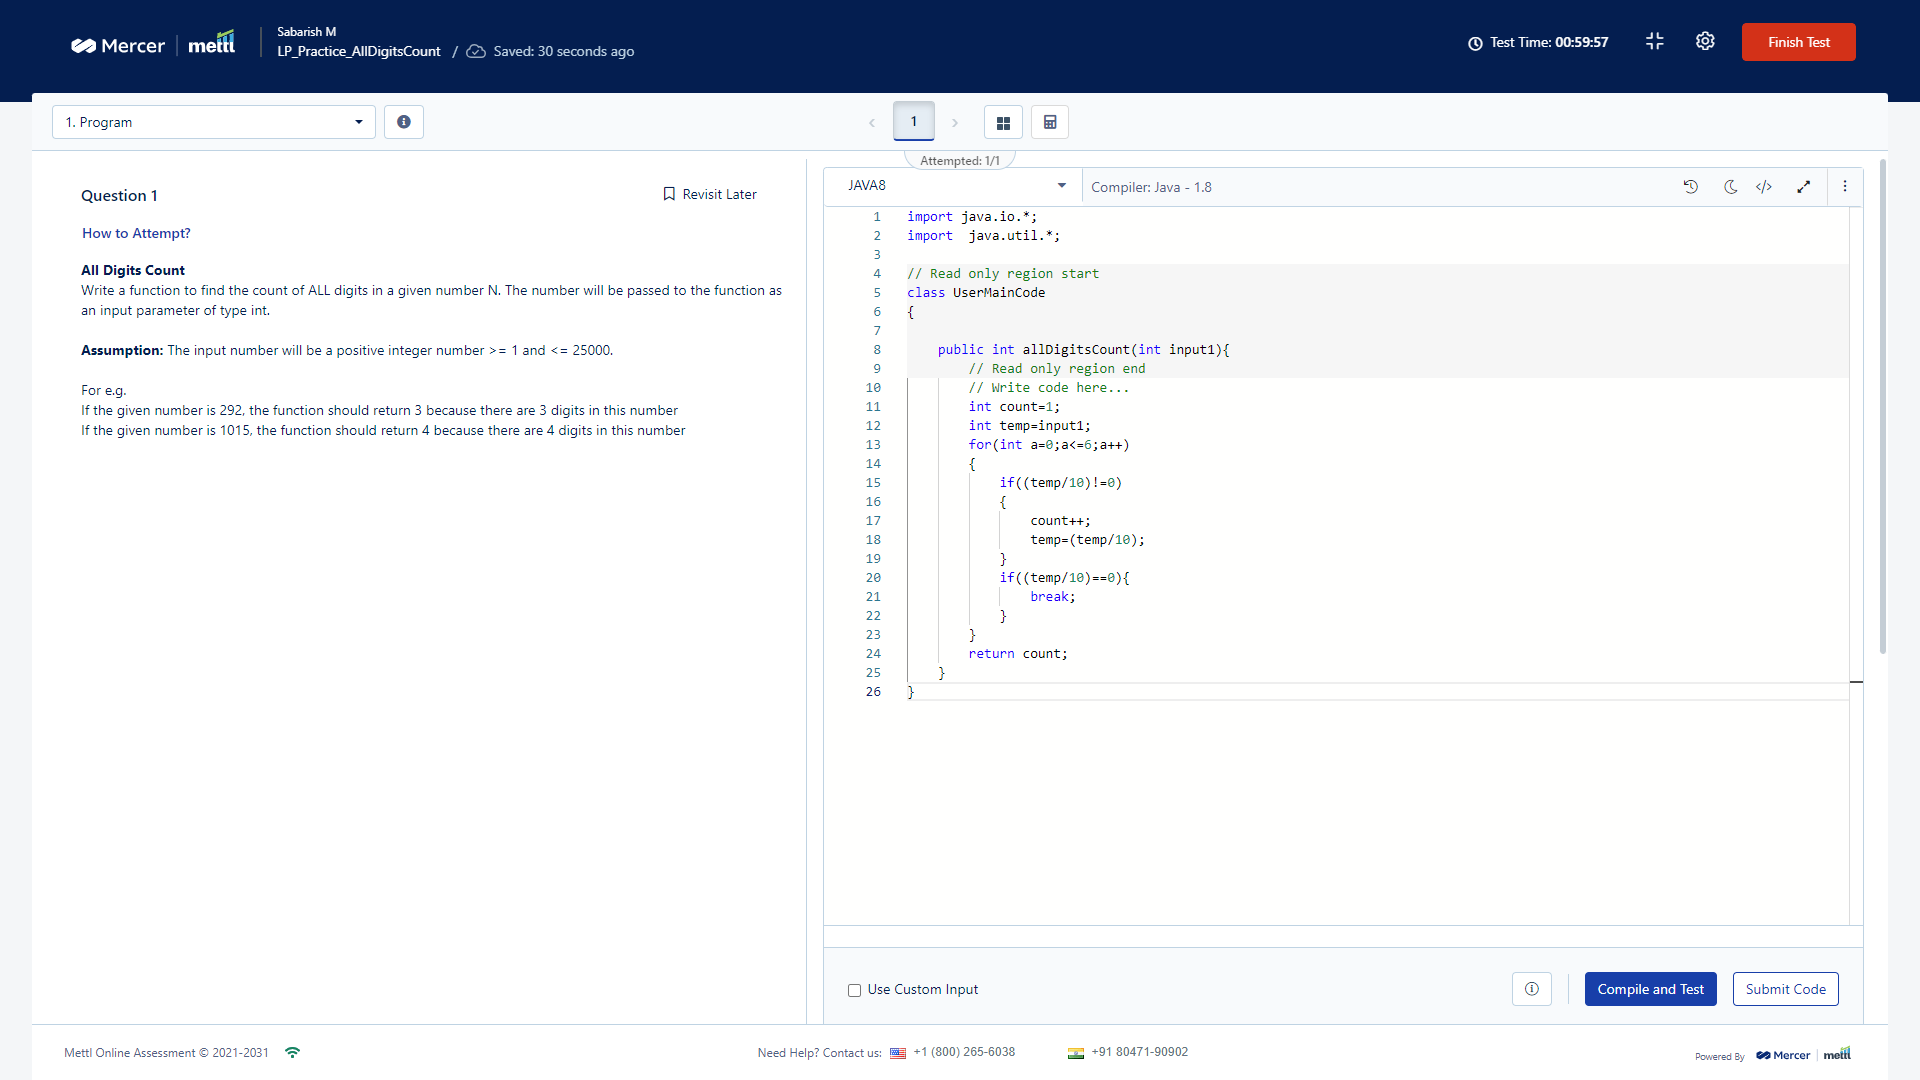 Mercer
mettl
Sabarish M
LP_Practice_AllDigitsCount / Saved: 30 seconds ago
Test Time: 00:59:57
Finish Test
1. Program
1
Attempted: 1/1
Question 1
Revisit Later
How to Attempt?
All Digits Count
Write a function to find the count of ALL digits in a given number N. The number will be passed to the function as
an input parameter of type int.
Assumption: The input number will be a positive integer number >= 1 and <= 25000.
For e.g.
If the given number is 292, the function should return 3 because there are 3 digits in this number
If the given number is 1015, the function should return 4 because there are 4 digits in this number
JAVA8
Compiler: Java - 1.8
1 import java.io.*;
2 import  java.util.*;
3
4 // Read only region start
5 class UserMainCode
6 {
7
8     public int allDigitsCount(int input1){
9         // Read only region end
10         // Write code here...
11         int count=1;
12         int temp=input1;
13         for(int a=0;a<=6;a++)
14         {
15             if((temp/10)!=0)
16             {
17                 count++;
18                 temp=(temp/10);
19             }
20             if((temp/10)==0){
21                 break;
22             }
23         }
24         return count;
25     }
26 }
Use Custom Input
Compile and Test
Submit Code
Mettl Online Assessment © 2021-2031
Need Help? Contact us: +1 (800) 265-6038
+91 80471-90902
Powered By Mercer mettl